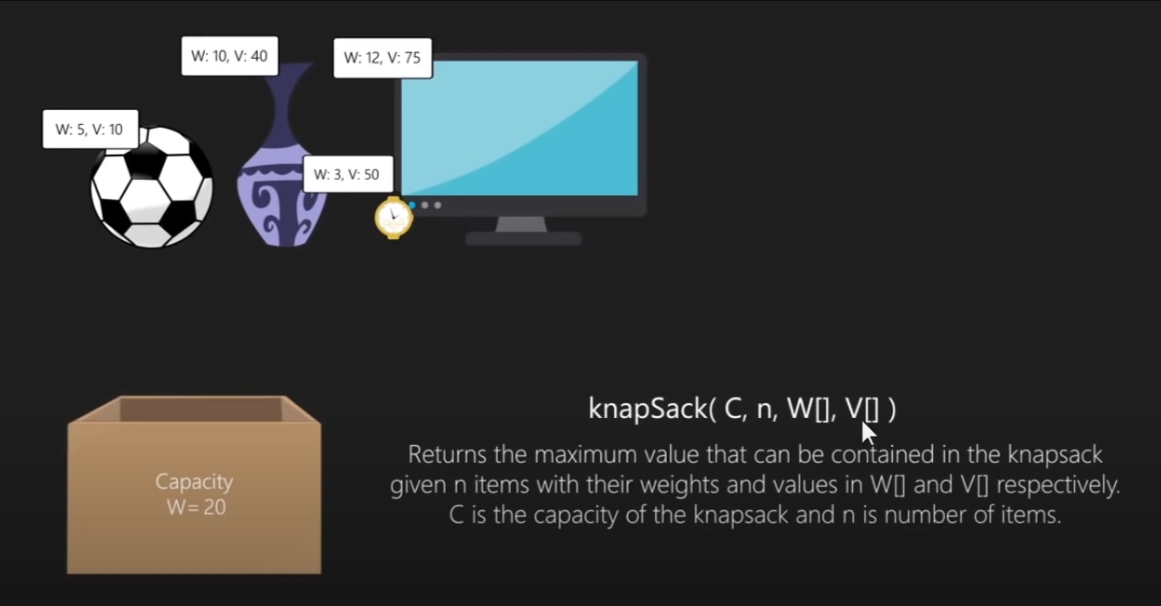 W: 10, V: 40
W: 12, V: 75
W: 5, V: 10
W: 3, V: 50
knapSack( C, n, W[], V[] )
Returns the maximum value that can be contained in the knapsack
given n items with their weights and values in W[] and V[] respectively.
C is the capacity of the knapsack and n is number of items.
Capacity
W= 20